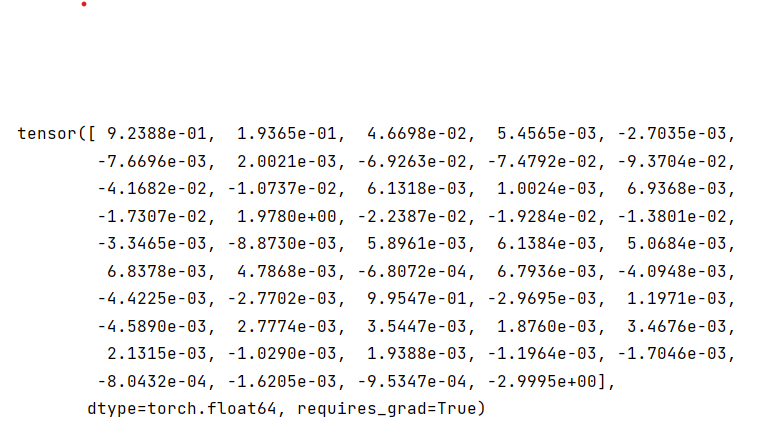 tensor([ 9.2388e-01,  1.9365e-01,  4.6698e-02,  5.4565e-03, -2.7035e-03,
        -7.6696e-03,  2.0021e-03, -6.9263e-02, -7.4792e-02, -9.3704e-02,
        -4.1682e-02, -1.0737e-02,  6.1318e-03,  1.0024e-03,  6.9368e-03,
        -1.7307e-02,  1.9780e+00, -2.2387e-02, -1.9284e-02, -1.3801e-02,
        -3.3465e-03, -8.8730e-03,  5.8961e-03,  6.1384e-03,  5.0684e-03,
         6.8378e-03,  4.7868e-03, -6.8072e-04,  6.7936e-03, -4.0948e-03,
        -4.4225e-03, -2.7702e-03,  9.9547e-01, -2.9695e-03,  1.1971e-03,
        -4.5890e-03,  2.7774e-03,  3.5447e-03,  1.8760e-03,  3.4676e-03,
         2.1315e-03, -1.0290e-03,  1.9388e-03, -1.1964e-03, -1.7046e-03,
        -8.0432e-04, -1.6205e-03, -9.5347e-04, -2.9995e+00],
       dtype=torch.float64, requires_grad=True)